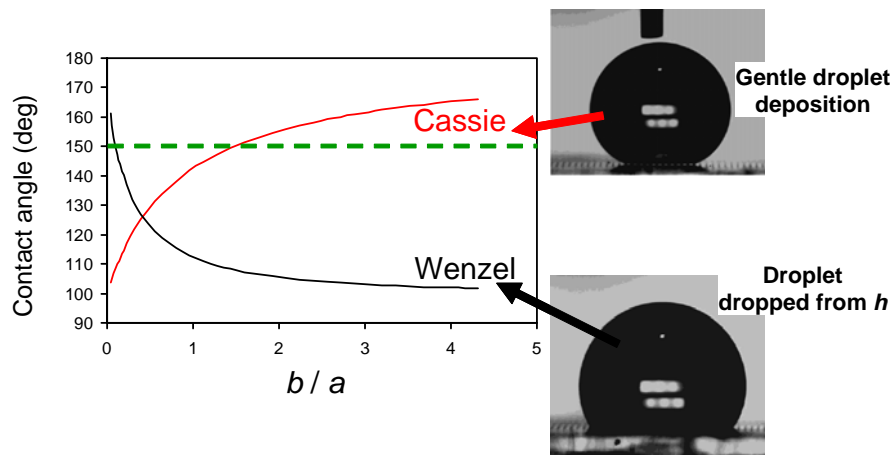 Contact angle (deg)
180
170
160
150
140
130
120
110
100
90
0
1
2
3
4
5
b / a
Cassie
Wenzel
Gentle droplet
deposition
Droplet
dropped from h